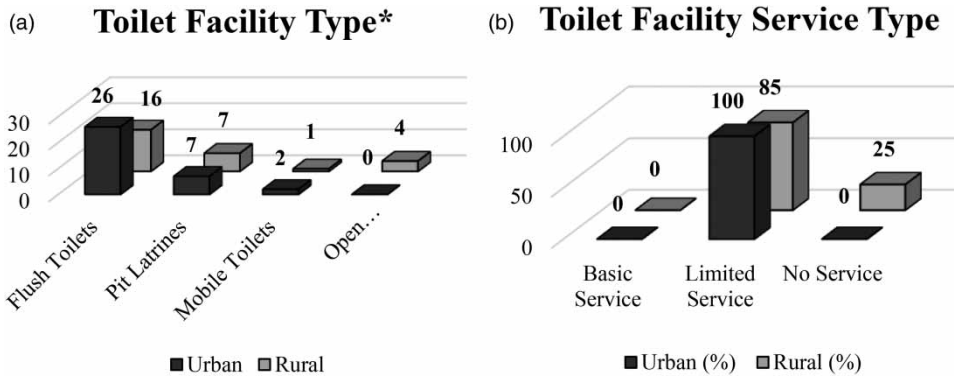 (a) Toilet Facility Type*
26 16
7 7
2 1
0 4
30
20
10
0
Flush Toilets
Pit Latrines
Mobile Toilets
Open...
Urban Rural
(b) Toilet Facility Service Type
0 0
100 85
0 25
100
50
0
Basic Service
Limited Service
No Service
Urban (%) Rural (%)